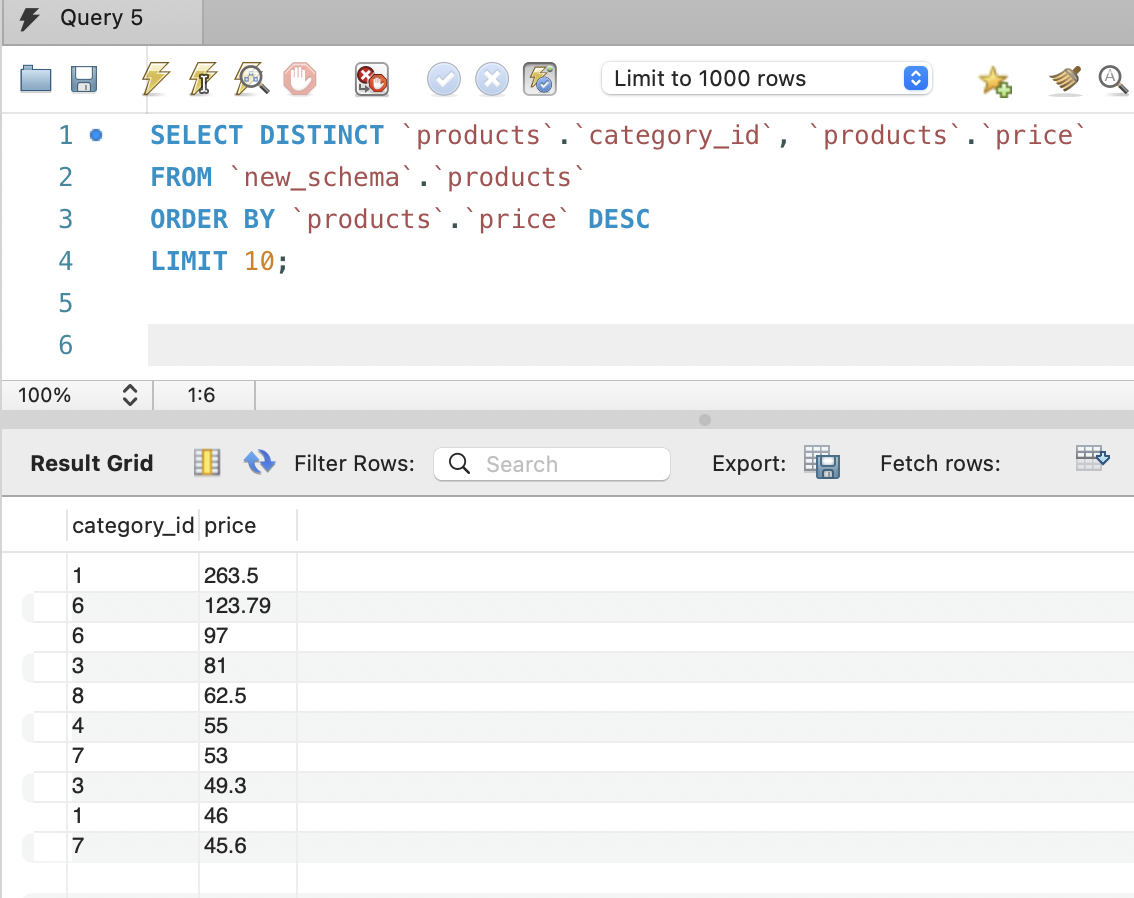 Query 5
Limit to 1000 rows
1 SELECT DISTINCT `products`.`category_id`, `products`.`price`
2 FROM `new_schema`.`products`
3 ORDER BY `products`.`price` DESC
4 LIMIT 10;
5
6
100% 1:6
Result Grid Filter Rows: Search Export: Fetch rows:
category_id price
1 263.5
6 123.79
6 97
3 81
8 62.5
4 55
7 53
3 49.3
1 46
7 45.6